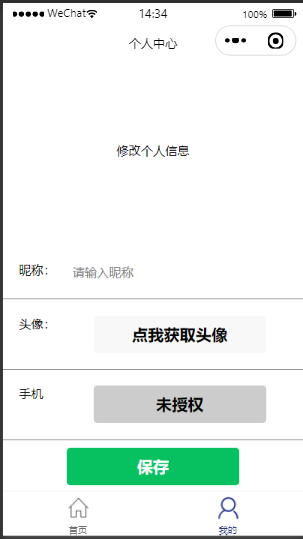 WeChat 14:34 100%
个人中心
修改个人信息
昵称： 请输入昵称
头像： 点我获取头像
手机 未授权
保存
首页 我的